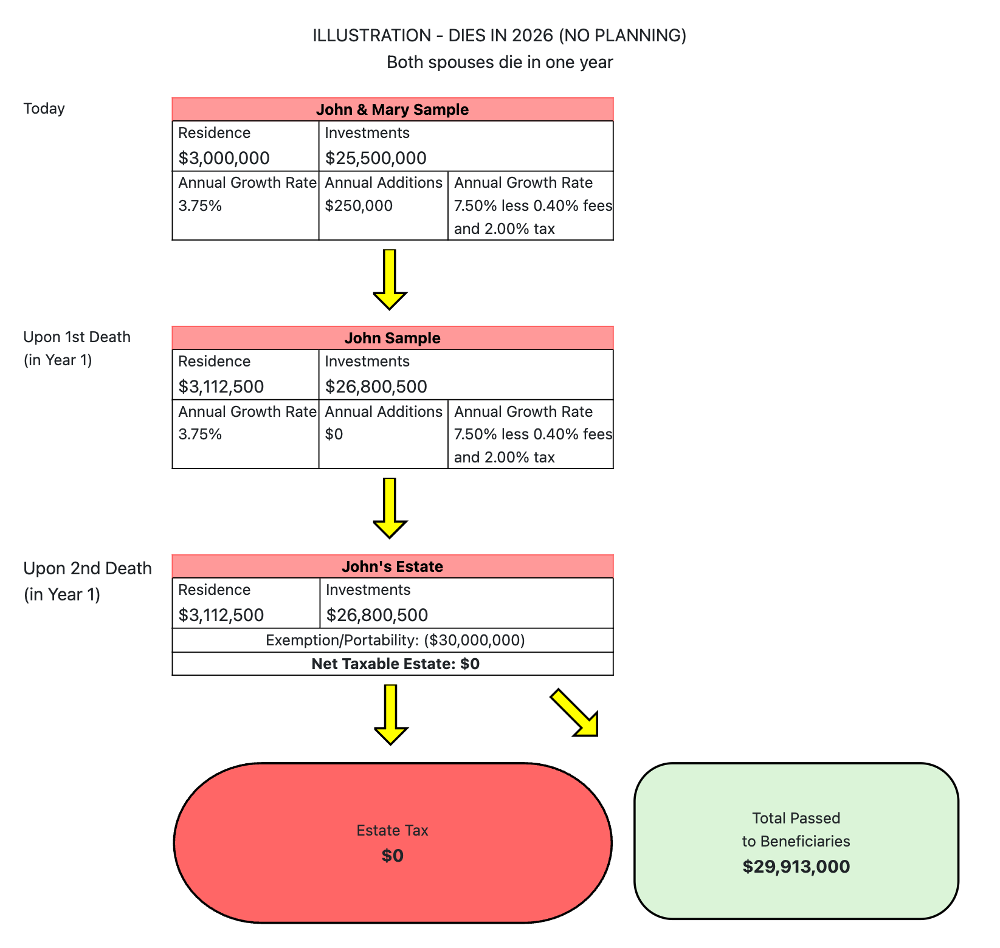 ILLUSTRATION - DIES IN 2026 (NO PLANNING)
Both spouses die in one year
Today
John & Mary Sample
Residence
Investments
$3,000,000
$25,500,000
Annual Growth Rate
Annual Additions
Annual Growth Rate
3.75%
$250,000
7.50% less 0.40% fees
and 2.00% tax
Upon 1st Death
(in Year 1)
John Sample
Residence
Investments
$3,112,500
$26,800,500
Annual Growth Rate
Annual Additions
Annual Growth Rate
3.75%
$0
7.50% less 0.40% fees
and 2.00% tax
Upon 2nd Death
(in Year 1)
John's Estate
Residence
Investments
$3,112,500
$26,800,500
Exemption/Portability: ($30,000,000)
Net Taxable Estate: $0
Estate Tax
$0
Total Passed
to Beneficiaries
$29,913,000